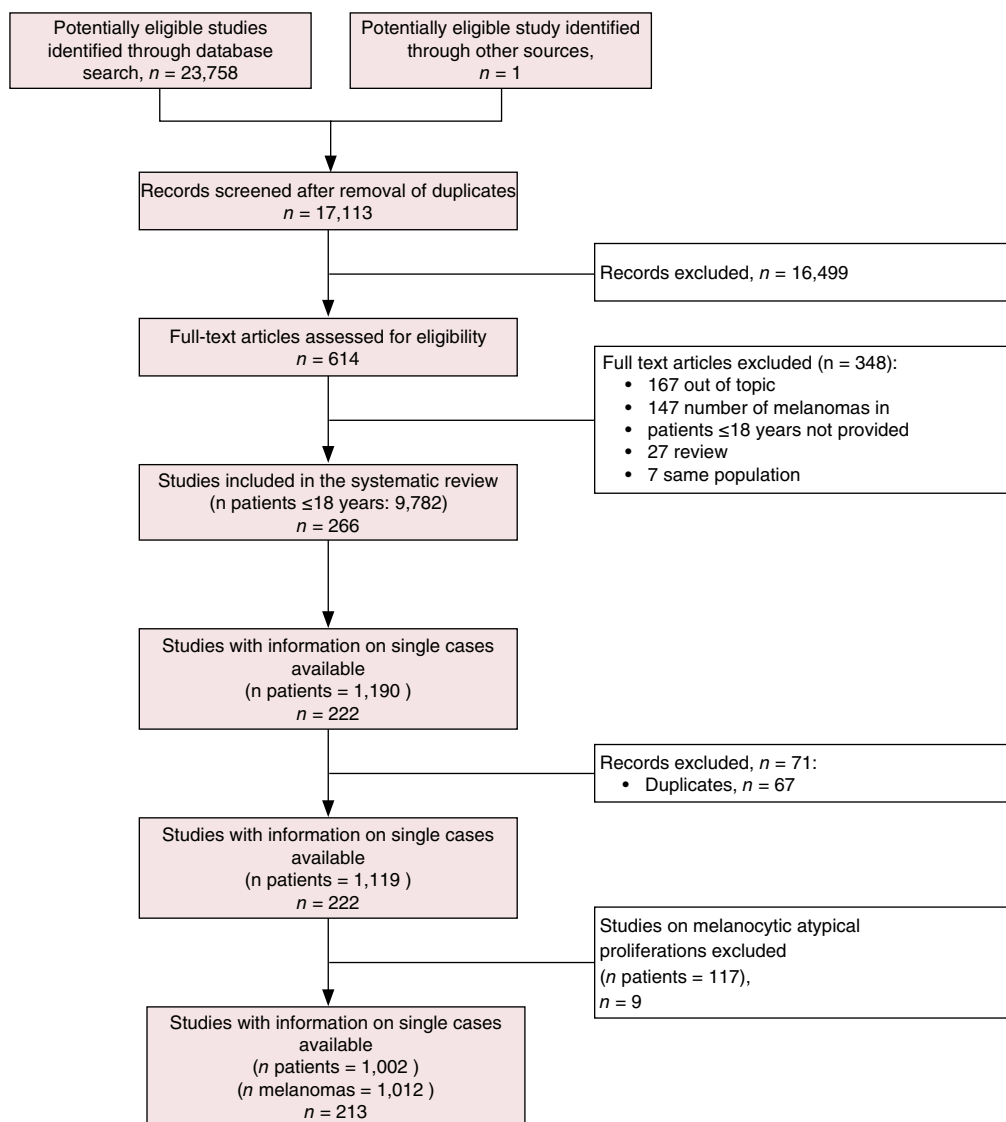 Potentially eligible studies
identified through database
search, n = 23,758
Potentially eligible study identified
through other sources,
n = 1
Records screened after removal of duplicates
n = 17,113
Records excluded, n = 16,499
Full-text articles assessed for eligibility
n = 614
Full text articles excluded (n = 348):
• 167 out of topic
• 147 number of melanomas in
• patients ≤18 years not provided
• 27 review
• 7 same population
Studies included in the systematic review
(n patients ≤18 years: 9,782)
n = 266
Studies with information on single cases
available
(n patients = 1,190 )
n = 222
Records excluded, n = 71:
• Duplicates, n = 67
Studies with information on single cases
available
(n patients = 1,119 )
n = 222
Studies on melanocytic atypical
proliferations excluded
(n patients = 117),
n = 9
Studies with information on single cases
available
(n patients = 1,002 )
(n melanomas = 1,012 )
n = 213